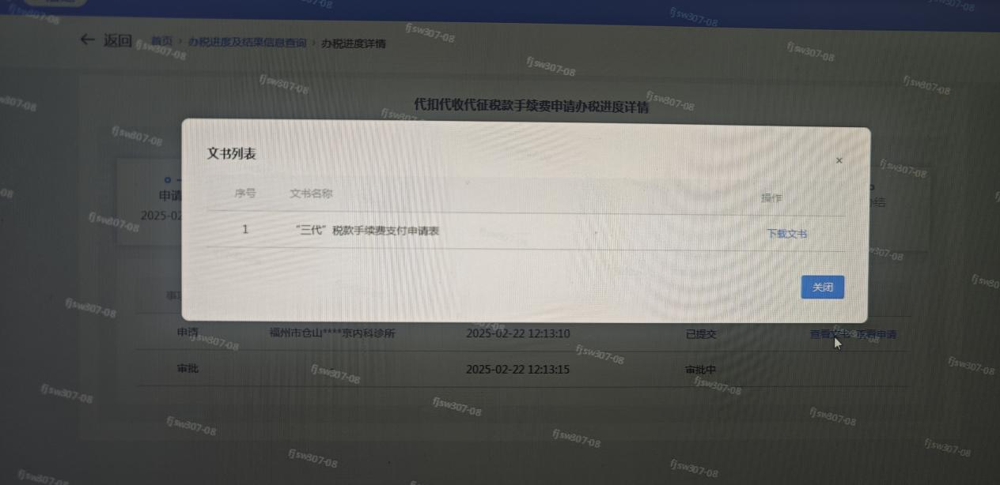 返回 首页 › 办税进度及结果信息查询 › 办税进度详情
代扣代收代征税款手续费申请办税进度详情
文书列表
×
序号 文书名称 操作
1 “三代”税款手续费支付申请表 下载文书
关闭
申请
2025-02
申请 福州市仓山****京内科诊所 2025-02-22 12:13:10 已提交 查看文书 查看申请
审批 2025-02-22 12:13:15 审批中
fjsw307-08